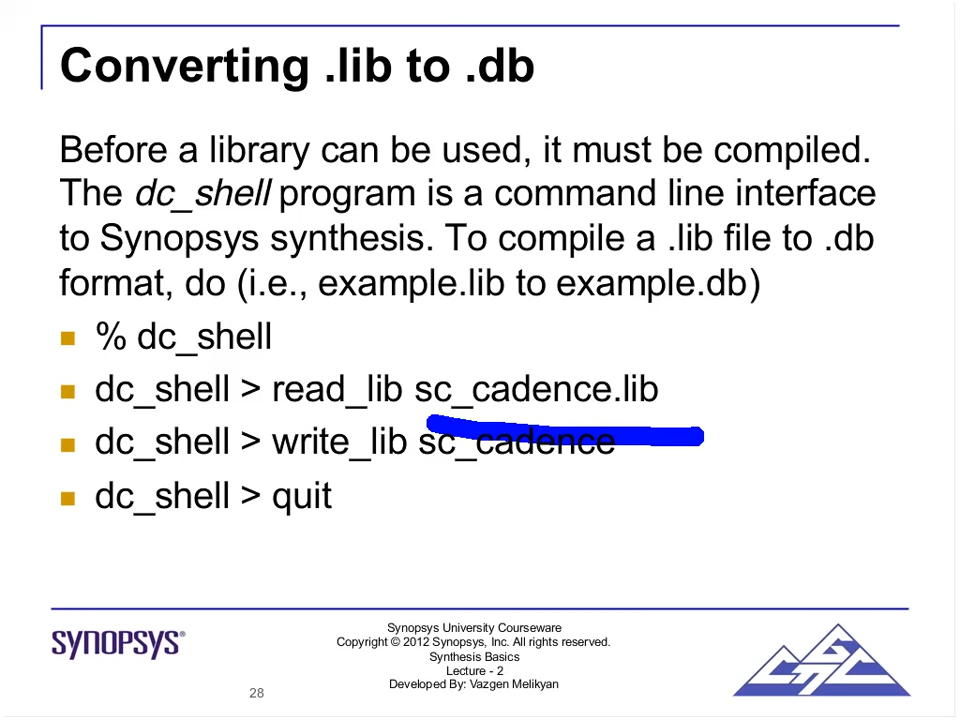 Converting .lib to .db
Before a library can be used, it must be compiled.
The dc_shell program is a command line interface
to Synopsys synthesis. To compile a .lib file to .db
format, do (i.e., example.lib to example.db)
% dc_shell
dc_shell > read_lib sc_cadence.lib
dc_shell > write_lib sc_cadence
dc_shell > quit
SYNOPSYS®
Synopsys University Courseware
Copyright © 2012 Synopsys, Inc. All rights reserved.
Synthesis Basics
Lecture - 2
Developed By: Vazgen Melikyan
28